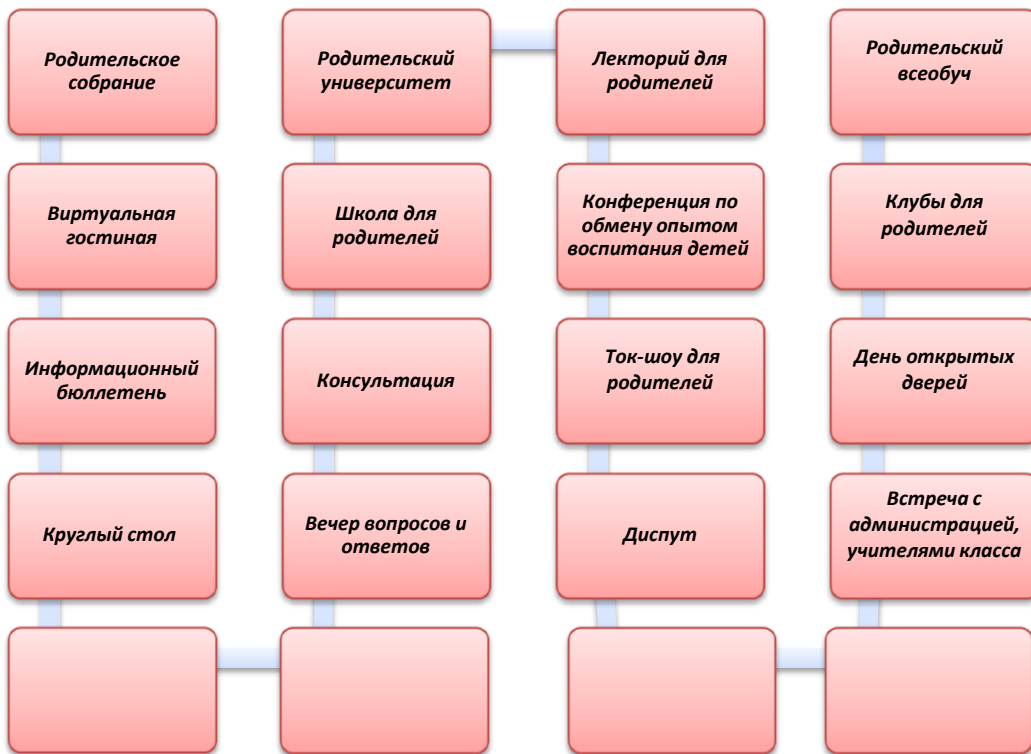 Родительское
собрание
Родительский
университет
Лекторий для
родителей
Родительский
всеобуч
Виртуальная
гостиная
Школа для
родителей
Конференция по
обмену опытом
воспитания детей
Клубы для
родителей
Информационный
бюллетень
Консультация
Ток-шоу для
родителей
День открытых
дверей
Круглый стол
Вечер вопросов и
ответов
Диспут
Встреча с
администрацией,
учителями класса